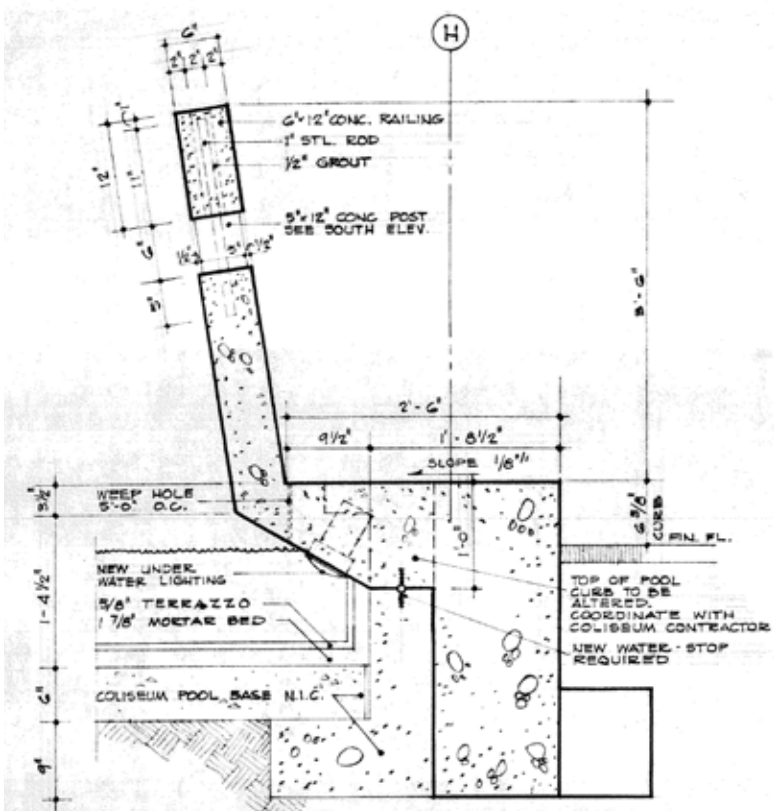 6"
2" 2" 2"
H
1"
12"
11"
6"
5"
6"x12" CONC. RAILING
1" STL. ROD
1/2" GROUT
5"x12" CONC POST
SEE SOUTH ELEV.
1/2" 5" 1/2"
3'-6"
2'-6"
9 1/2" 1'-8 1/2"
SLOPE 1/8"/1'
WEEP HOLE
5'-0" O.C.
3 1/2"
1'-0"
6 3/8"
CURB
FIN. FL.
NEW UNDER
WATER LIGHTING
5/8" TERRAZZO
1 7/8" MORTAR BED
1-4 1/2"
TOP OF POOL
CURB TO BE
ALTERED.
COORDINATE WITH
COLISEUM CONTRACTOR
NEW WATER-STOP
REQUIRED
COLISEUM POOL BASE N.I.C.
6"
9"